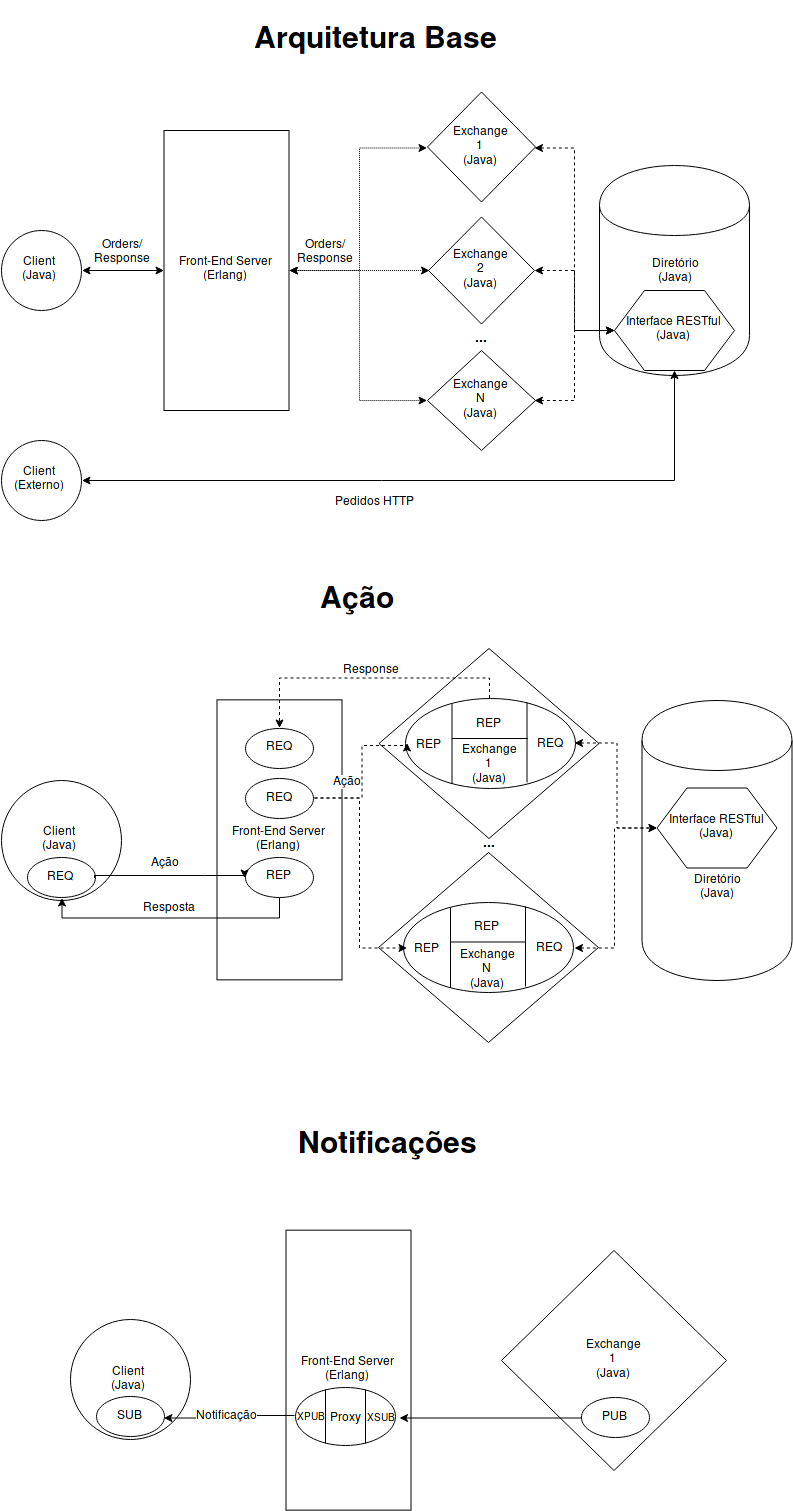 Arquitetura Base
Exchange
1
(Java)
Orders/
Response
Orders/
Response
Client
(Java)
Front-End Server
(Erlang)
Exchange
2
(Java)
Diretório
(Java)
Interface RESTful
(Java)
...
Exchange
N
(Java)
Client
(Externo)
Pedidos HTTP
Ação
Response
REQ
REP
REP
REQ
Exchange
1
(Java)
Ação
REQ
Client
(Java)
Front-End Server
(Erlang)
Interface RESTful
(Java)
...
Ação
REQ
REP
Diretório
(Java)
Resposta
REP
REP
REQ
Exchange
N
(Java)
Notificações
Exchange
1
(Java)
Client
(Java)
Front-End Server
(Erlang)
SUB
Notificação
XPUB
Proxy
XSUB
PUB